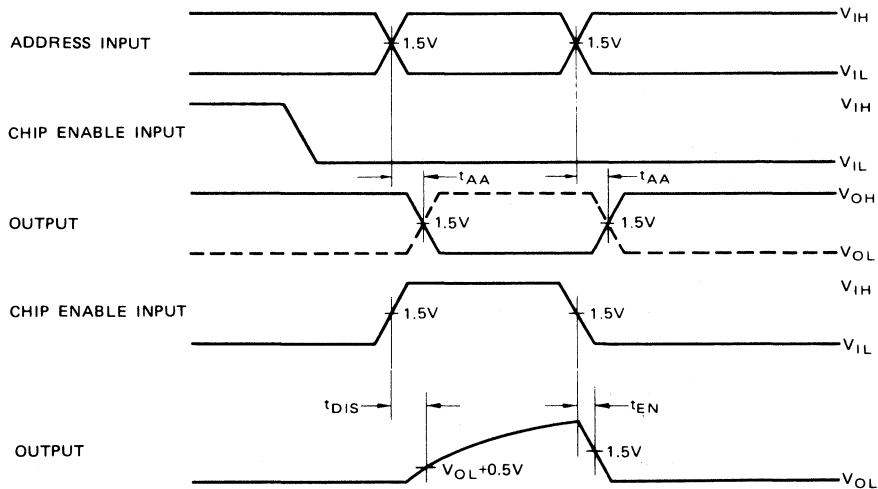 V_IH
ADDRESS INPUT
1.5V
1.5V
V_IL
V_IH
CHIP ENABLE INPUT
V_IL
t_AA
t_AA
V_OH
OUTPUT
1.5V
1.5V
V_OL
V_IH
CHIP ENABLE INPUT
1.5V
1.5V
V_IL
t_DIS
t_EN
OUTPUT
1.5V
V_OL+0.5V
V_OL